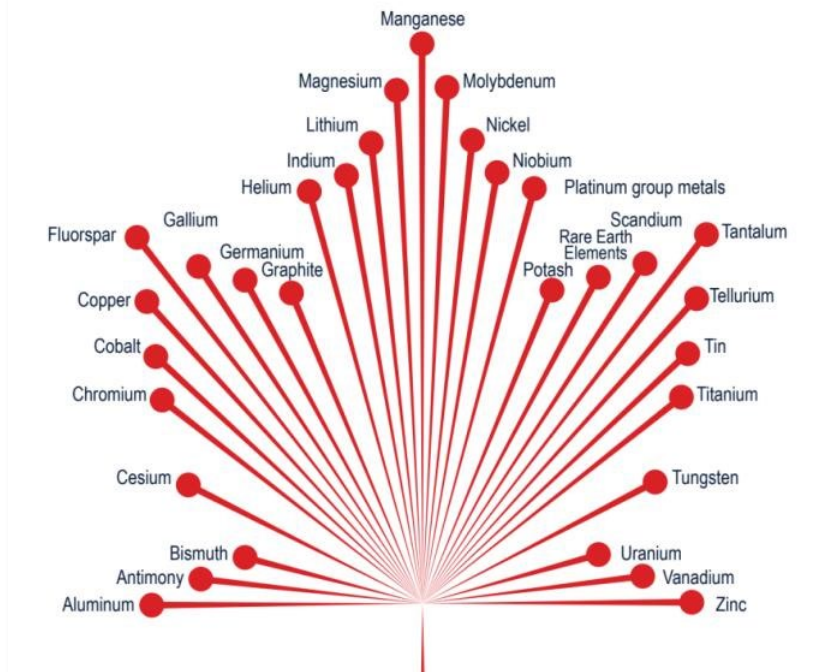 Manganese
Magnesium
Molybdenum
Lithium
Nickel
Indium
Niobium
Helium
Platinum group metals
Gallium
Scandium
Fluorspar
Rare Earth
Elements
Tantalum
Germanium
Graphite
Potash
Copper
Tellurium
Cobalt
Tin
Chromium
Titanium
Cesium
Tungsten
Bismuth
Uranium
Antimony
Vanadium
Aluminum
Zinc